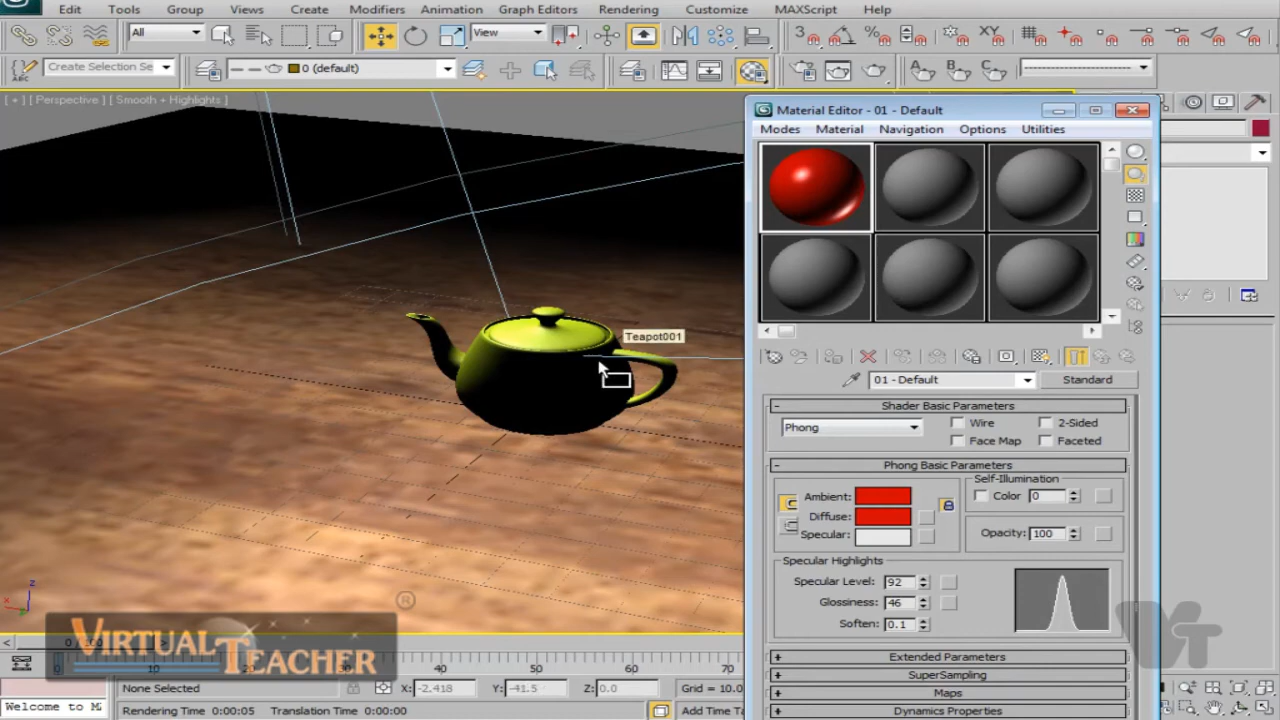 Edit Tools Group Views Create Modifiers Animation Graph Editors Rendering Customize MAXScript Help
All View 3 % XY
ABC Create Selection Se 0 (default) A B C
[ + ] [ Perspective ] [ Smooth + Highlights ]
Material Editor - 01 - Default
Modes Material Navigation Options Utilities
Teapot001
01 - Default Standard
- Shader Basic Parameters
Phong Wire 2-Sided
Face Map Faceted
- Phong Basic Parameters
Self-Illumination
Ambient: Color 0
Diffuse:
Specular: Opacity: 100
Specular Highlights
Specular Level: 92
Glossiness: 46
Soften: 0.1
+ Extended Parameters
+ SuperSampling
+ Maps
+ Dynamics Properties
z
x
®
VIRTUAL TEACHER
VT
0 10 40 50 60 70
None Selected X: -2.418 Y: -41.5 Z: 0.0 Grid = 10.0
Welcome to M Rendering Time 0:00:05 Translation Time 0:00:00 Add Time Ta